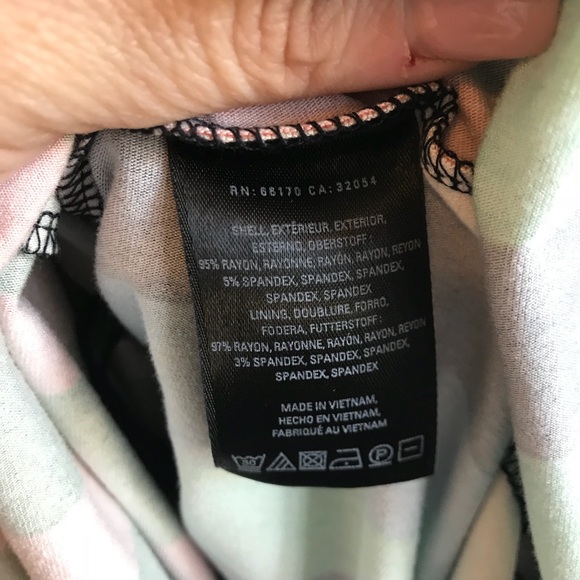 RN: 66170 CA: 32054
SHELL, EXTÉRIEUR, EXTERIOR,
ESTERNO, OBERSTOFF:
95% RAYON, RAYONNE, RAYÓN, RAYON, REYON
5% SPANDEX, SPANDEX, SPANDEX,
SPANDEX, SPANDEX
LINING, DOUBLURE, FORRO,
FODERA, FUTTERSTOFF:
97% RAYON, RAYONNE, RAYÓN, RAYON, REYON
3% SPANDEX, SPANDEX, SPANDEX,
SPANDEX, SPANDEX
MADE IN VIETNAM,
HECHO EN VIETNAM,
FABRIQUÉ AU VIETNAM
30 P